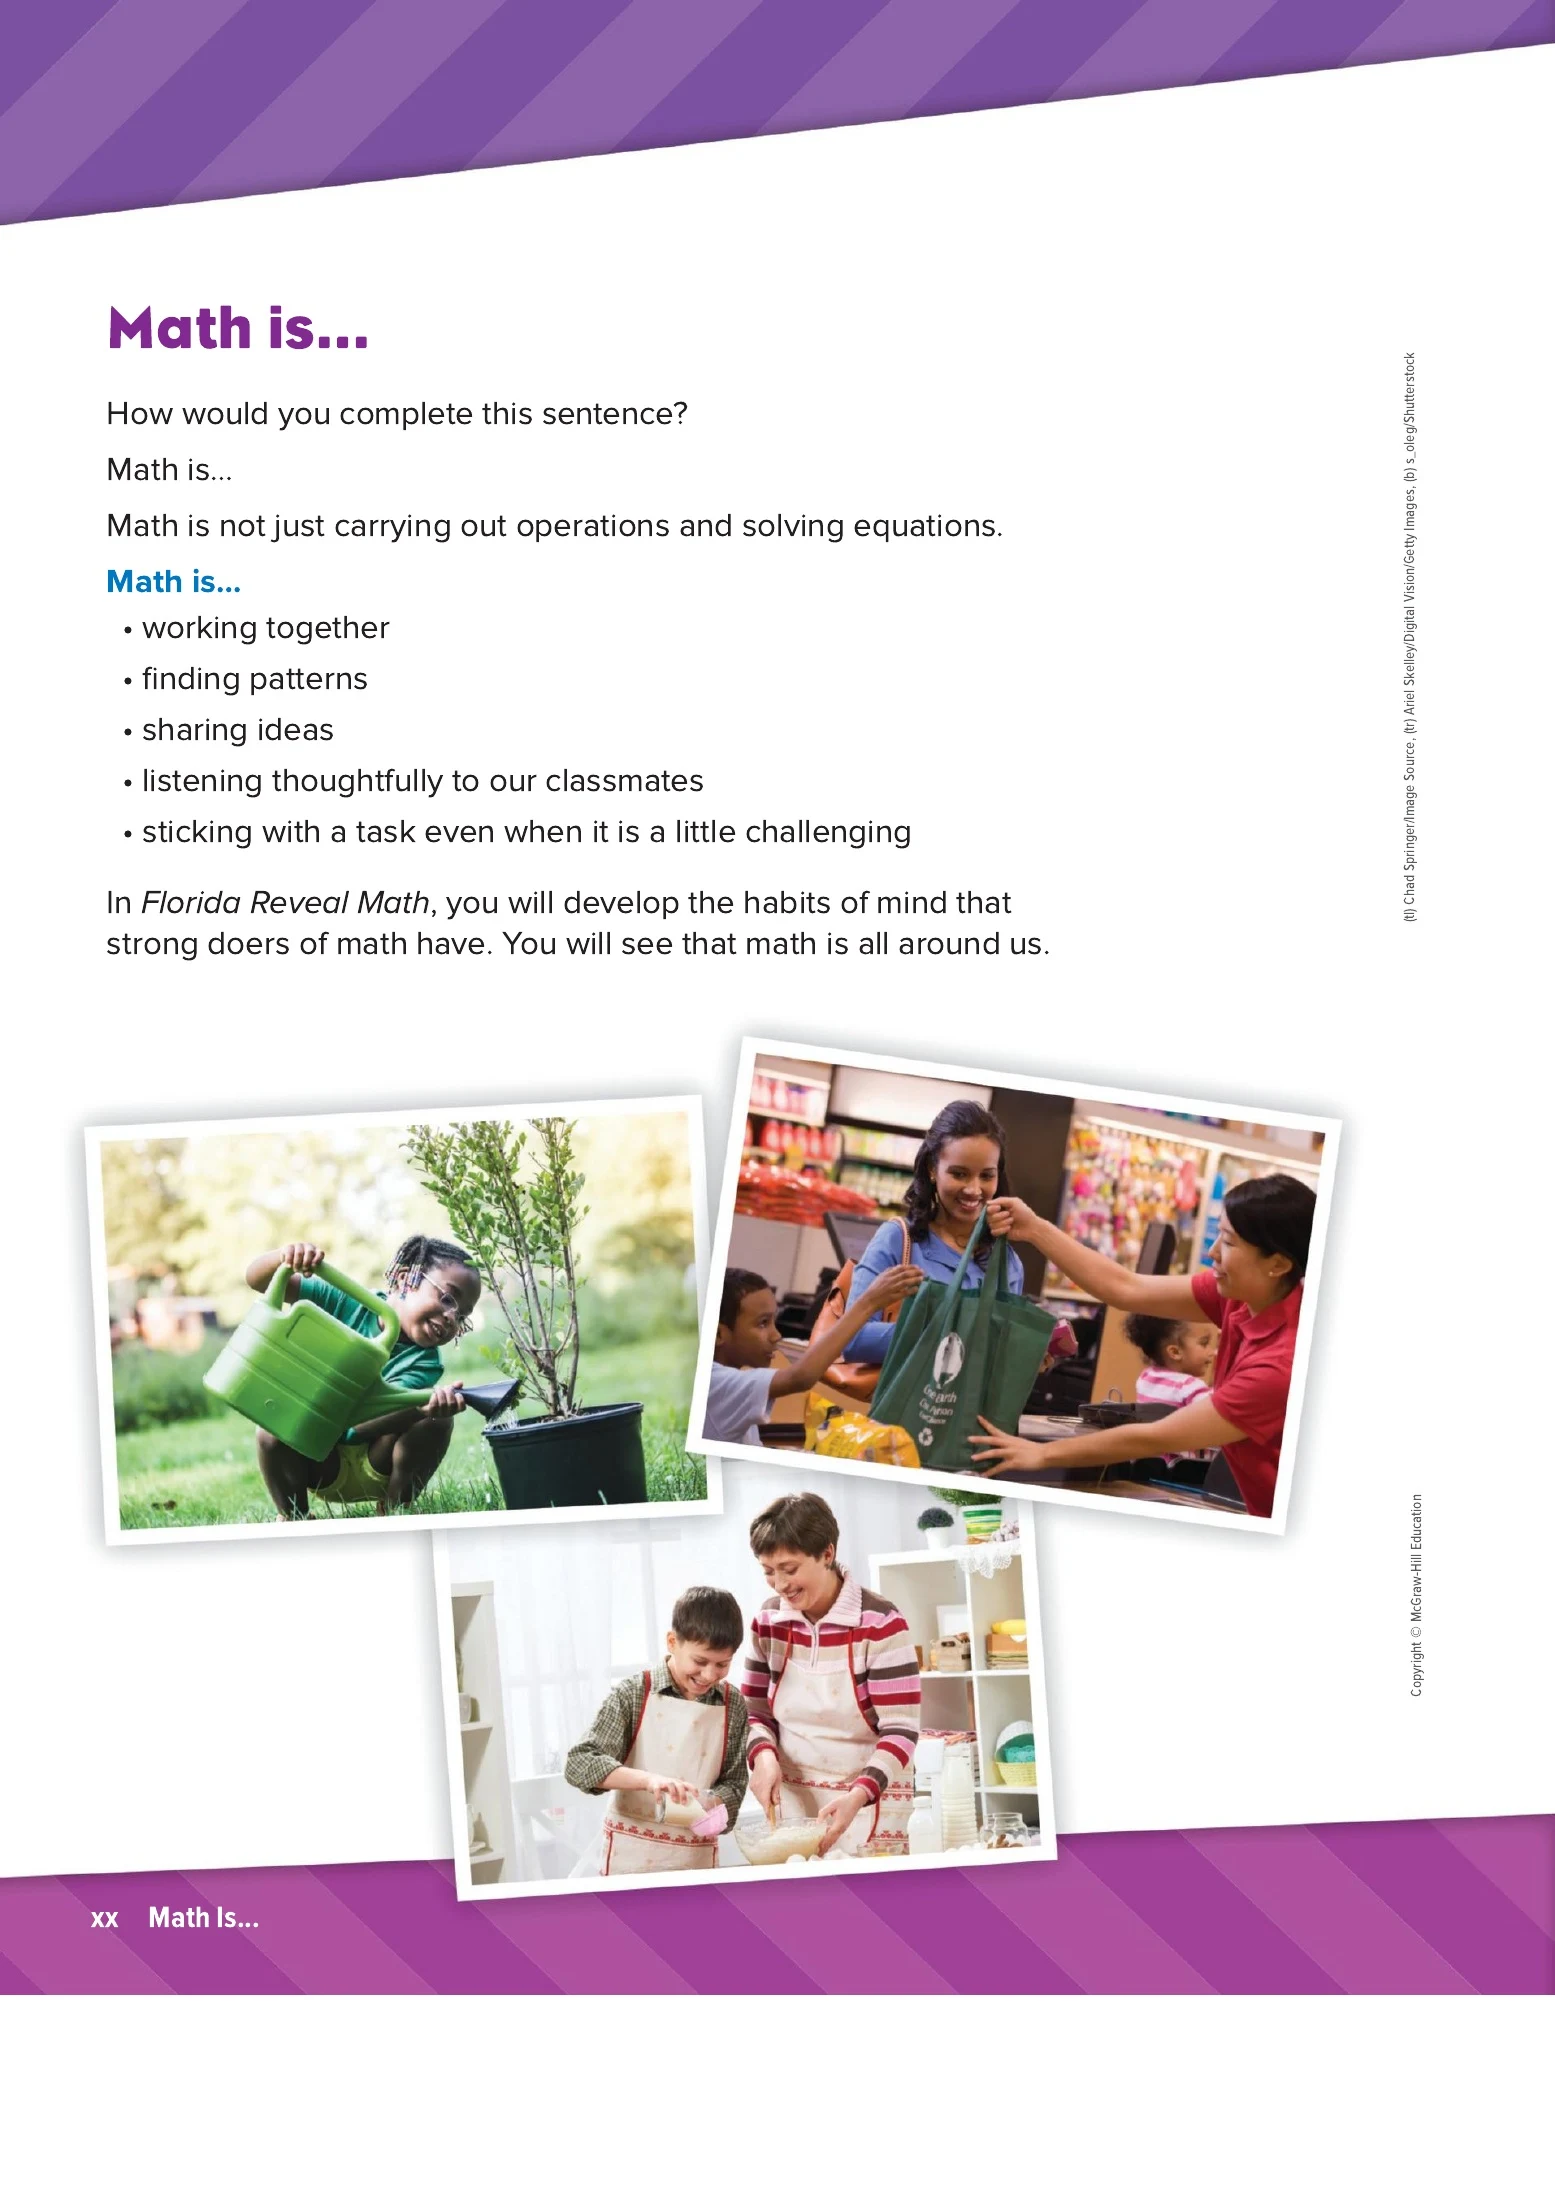 Math is...
How would you complete this sentence?
Math is...
Math is not just carrying out operations and solving equations.
Math is...
• working together
• finding patterns
• sharing ideas
• listening thoughtfully to our classmates
• sticking with a task even when it is a little challenging
In Florida Reveal Math, you will develop the habits of mind that
strong doers of math have. You will see that math is all around us.
(tl) Chad Springer/Image Source, (tr) Ariel Skelley/Digital Vision/Getty Images, (b) s_oleg/Shutterstock
One Earth
One
Copyright © McGraw-Hill Education
xx Math Is...